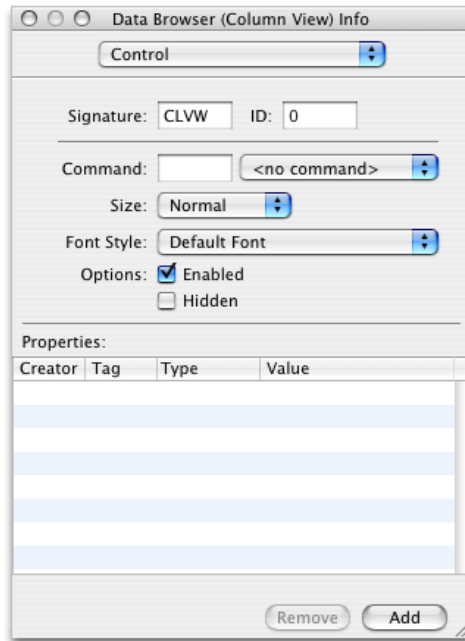 Data Browser (Column View) Info
Control
Signature: CLVW ID: 0
Command: <no command>
Size: Normal
Font Style: Default Font
Options: Enabled
Hidden
Properties:
Creator Tag Type Value
Remove Add